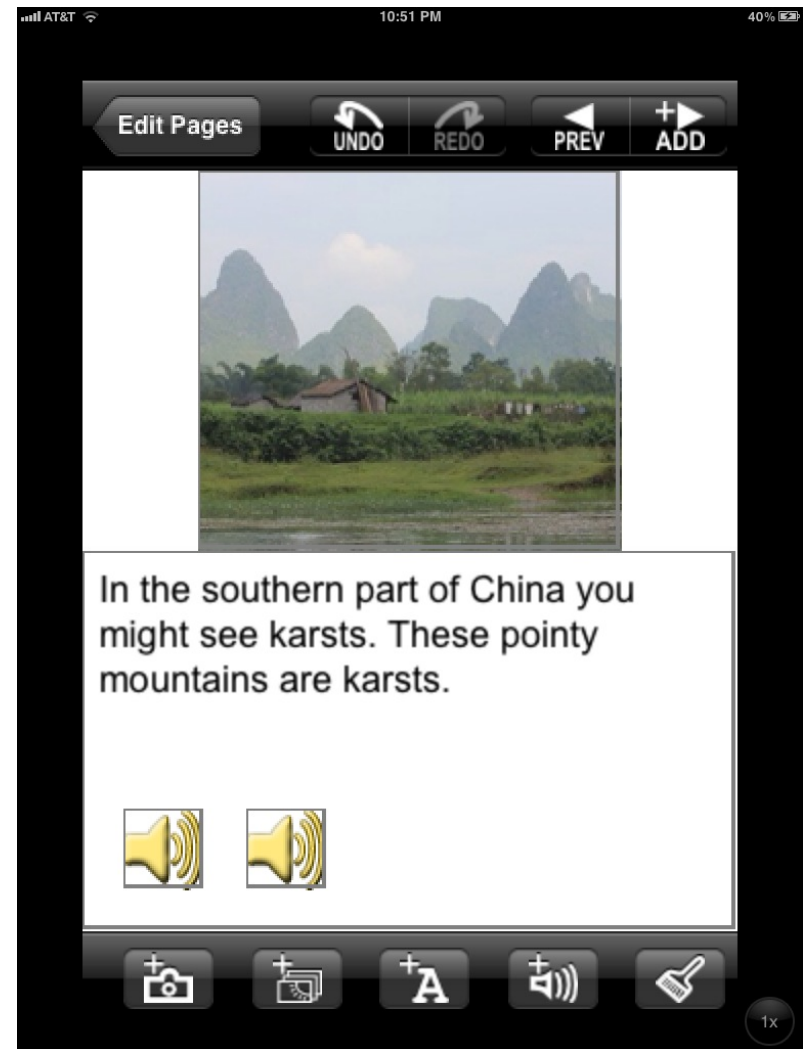 AT&T 10:51 PM 40%
Edit Pages UNDO REDO PREV ADD
In the southern part of China you
might see karsts. These pointy
mountains are karsts.
A
1x